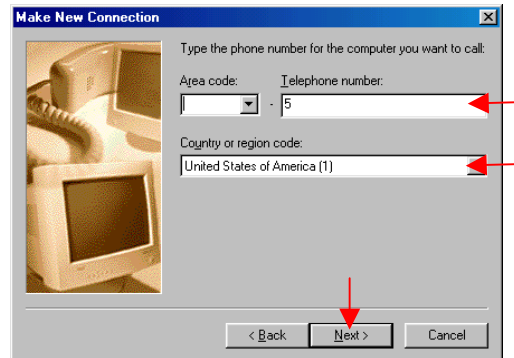 Make New Connection
Type the phone number for the computer you want to call:
Area code: Telephone number:
- 5
Country or region code:
United States of America (1)
< Back Next > Cancel